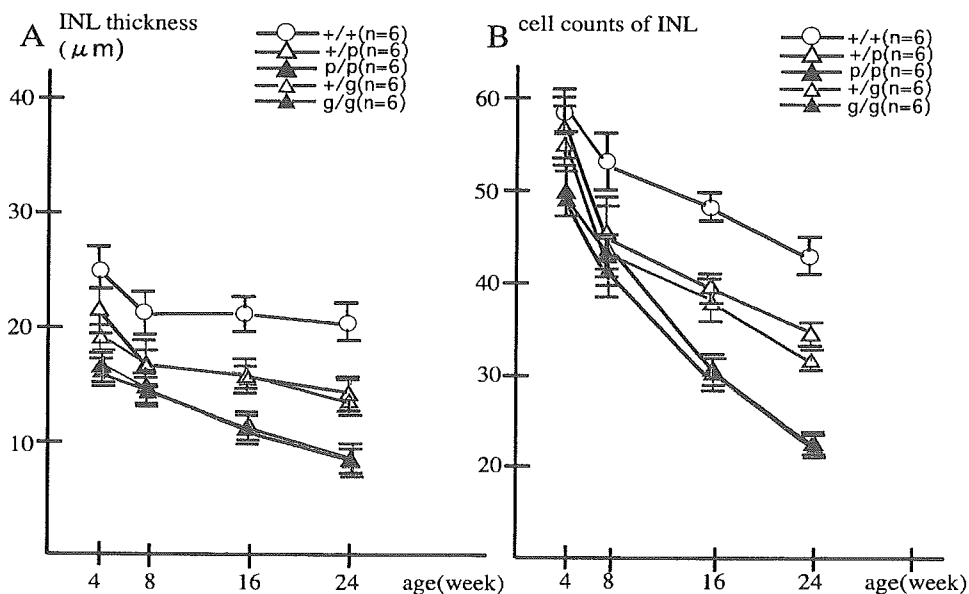 A INL thickness
(μm)
+/+(n=6)
+/p(n=6)
p/p(n=6)
+/g(n=6)
g/g(n=6)
40
30
20
10
4 8 16 24 age(week)
B cell counts of INL
+/+(n=6)
+/p(n=6)
p/p(n=6)
+/g(n=6)
g/g(n=6)
60
50
40
30
20
4 8 16 24 age(week)